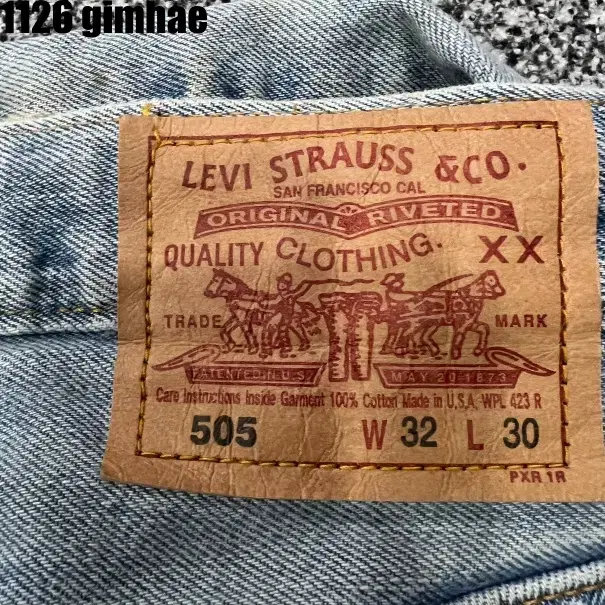 1126 gimhae
LEVI STRAUSS & CO.
SAN FRANCISCO CAL
ORIGINAL RIVETED
QUALITY CLOTHING. XX
TRADE MARK
PATENTED IN U.S. MAY 20 1873
Care Instructions Inside Garment 100% Cotton Made in U.S.A. WPL 423 R
505 W 32 L 30
PXR 1R